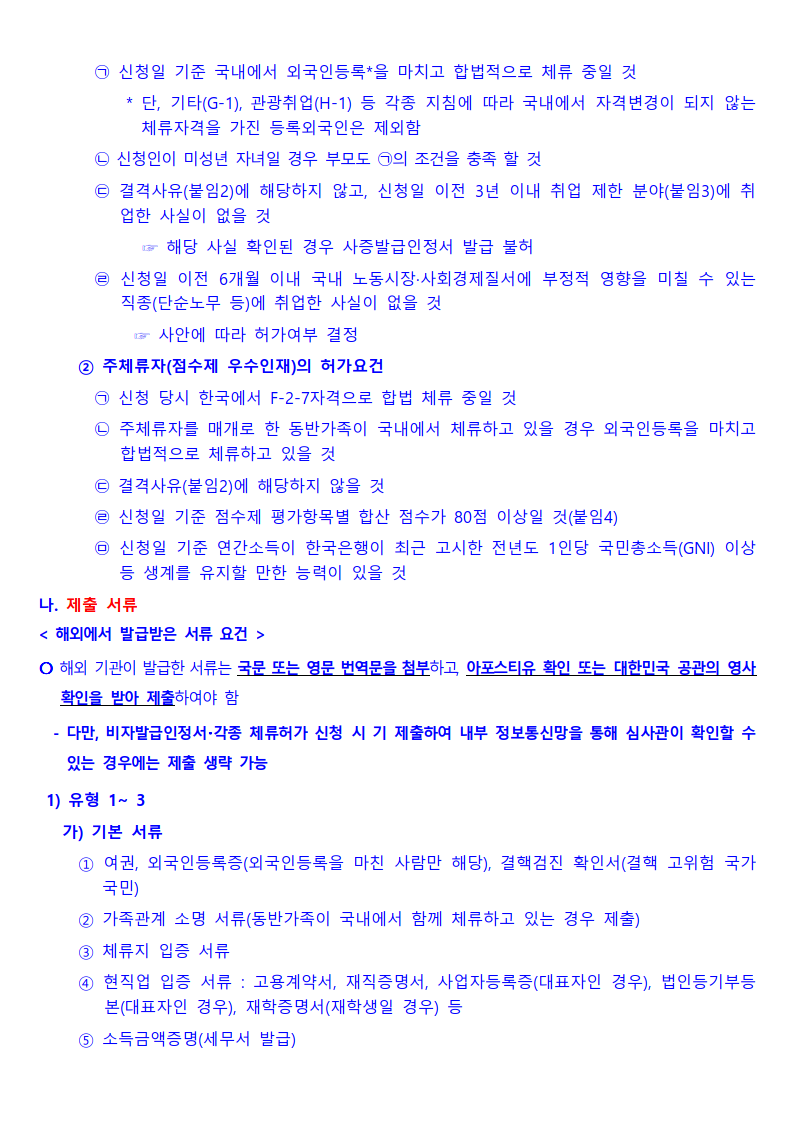 ㉠ 신청일 기준 국내에서 외국인등록*을 마치고 합법적으로 체류 중일 것
* 단, 기타(G-1), 관광취업(H-1) 등 각종 지침에 따라 국내에서 자격변경이 되지 않는
체류자격을 가진 등록외국인은 제외함
㉡ 신청인이 미성년 자녀일 경우 부모도 ㉠의 조건을 충족 할 것
㉢ 결격사유(붙임2)에 해당하지 않고, 신청일 이전 3년 이내 취업 제한 분야(붙임3)에 취
업한 사실이 없을 것
☞ 해당 사실 확인된 경우 사증발급인정서 발급 불허
㉣ 신청일 이전 6개월 이내 국내 노동시장·사회경제질서에 부정적 영향을 미칠 수 있는
직종(단순노무 등)에 취업한 사실이 없을 것
☞ 사안에 따라 허가여부 결정
② 주체류자(점수제 우수인재)의 허가요건
㉠ 신청 당시 한국에서 F-2-7자격으로 합법 체류 중일 것
㉡ 주체류자를 매개로 한 동반가족이 국내에서 체류하고 있을 경우 외국인등록을 마치고
합법적으로 체류하고 있을 것
㉢ 결격사유(붙임2)에 해당하지 않을 것
㉣ 신청일 기준 점수제 평가항목별 합산 점수가 80점 이상일 것(붙임4)
㉤ 신청일 기준 연간소득이 한국은행이 최근 고시한 전년도 1인당 국민총소득(GNI) 이상
등 생계를 유지할 만한 능력이 있을 것
나. 제출 서류
< 해외에서 발급받은 서류 요건 >
ㅇ 해외 기관이 발급한 서류는 국문 또는 영문 번역문을 첨부하고, 아포스티유 확인 또는 대한민국 공관의 영사
확인을 받아 제출하여야 함
- 다만, 비자발급인정서·각종 체류허가 신청 시 기 제출하여 내부 정보통신망을 통해 심사관이 확인할 수
있는 경우에는 제출 생략 가능
1) 유형 1~ 3
가) 기본 서류
① 여권, 외국인등록증(외국인등록을 마친 사람만 해당), 결핵검진 확인서(결핵 고위험 국가
국민)
② 가족관계 소명 서류(동반가족이 국내에서 함께 체류하고 있는 경우 제출)
③ 체류지 입증 서류
④ 현직업 입증 서류 : 고용계약서, 재직증명서, 사업자등록증(대표자인 경우), 법인등기부등
본(대표자인 경우), 재학증명서(재학생일 경우) 등
⑤ 소득금액증명(세무서 발급)